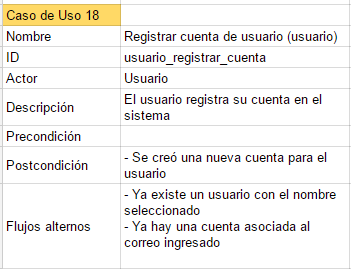 Caso de Uso 18
Nombre Registrar cuenta de usuario (usuario)
ID usuario_registrar_cuenta
Actor Usuario
Descripción El usuario registra su cuenta en el
sistema
Precondición
Postcondición - Se creó una nueva cuenta para el
usuario
Flujos alternos - Ya existe un usuario con el nombre
seleccionado
- Ya hay una cuenta asociada al
correo ingresado